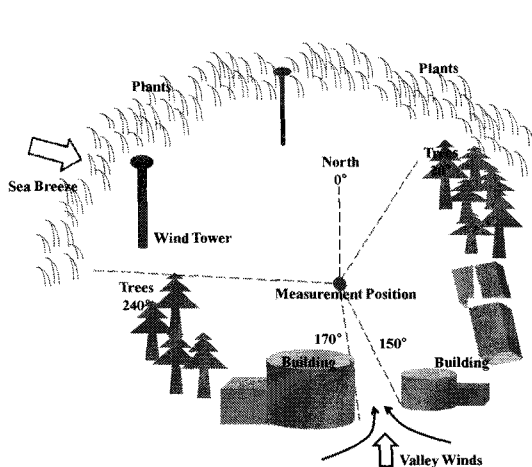 Plants
Plants
Sea Breeze
Wind Tower
North
0°
Trees
Trees
240°
Measurement Position
170°
150°
Building
Building
Valley Winds